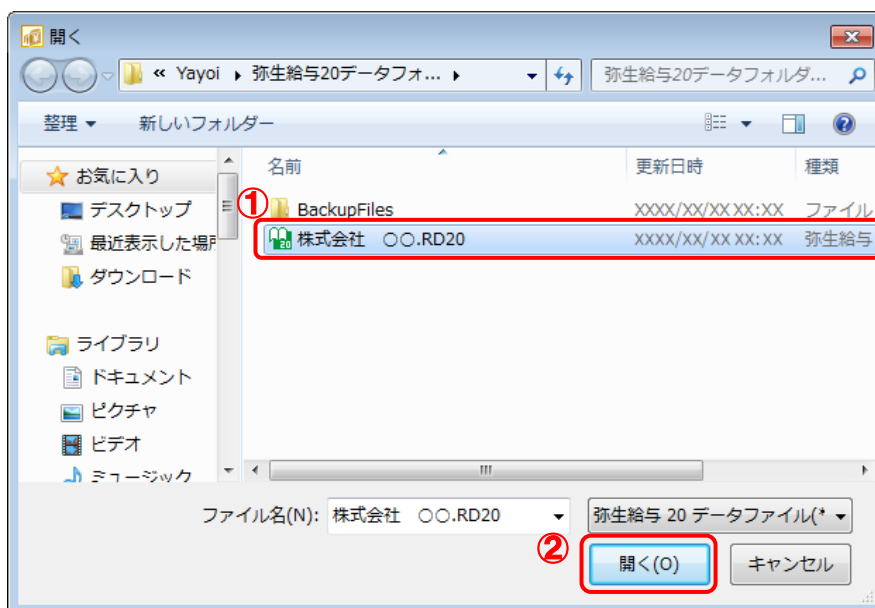 開く
« Yayoi ▸ 弥生給与20データフォ... ▸
弥生給与20データフォルダ...
整理 ▼ 新しいフォルダー
お気に入り
デスクトップ
最近表示した場所
ダウンロード
ライブラリ
ドキュメント
ピクチャ
ビデオ
ミュージック
名前 更新日時 種類
① BackupFiles XXXX/XX/XX XX:XX ファイル
株式会社 〇〇.RD20 XXXX/XX/XX XX:XX 弥生給与
ファイル名(N): 株式会社 〇〇.RD20 弥生給与 20 データファイル(*
② 開く(O) キャンセル